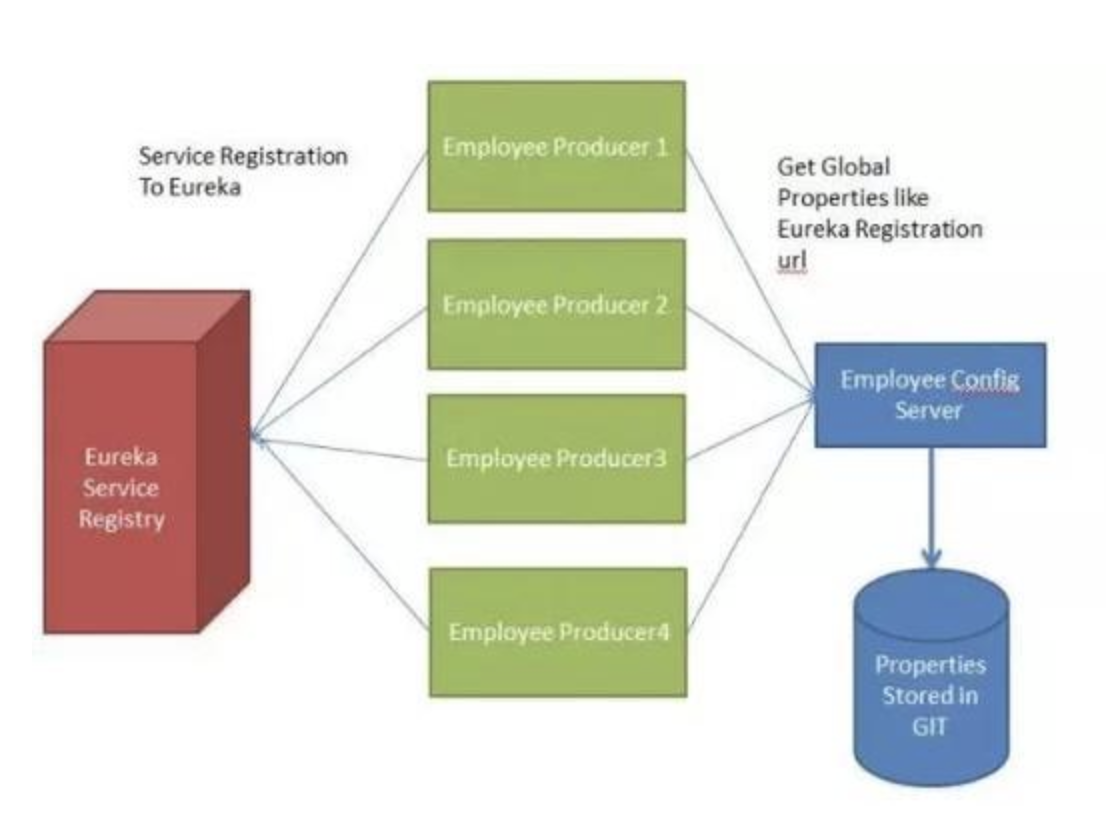 Service Registration
To Eureka
Employee Producer 1
Employee Producer 2
Employee Producer3
Employee Producer4
Get Global
Properties like
Eureka Registration
url
Eureka
Service
Registry
Employee Config
Server
Properties
Stored in
GIT